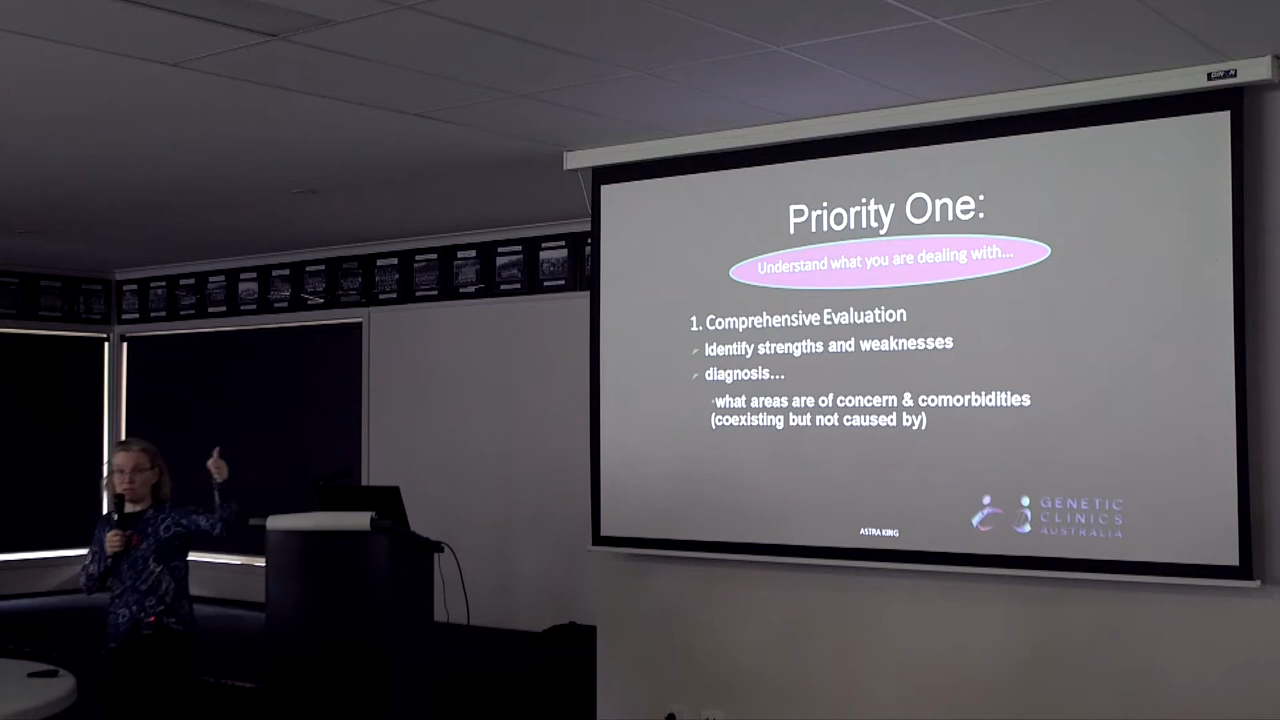 Priority One:
Understand what you are dealing with...
1. Comprehensive Evaluation
Identify strengths and weaknesses
diagnosis...
what areas are of concern & comorbidities
(coexisting but not caused by)
ASTRA KING
GENETIC
CLINICS
AUSTRALIA